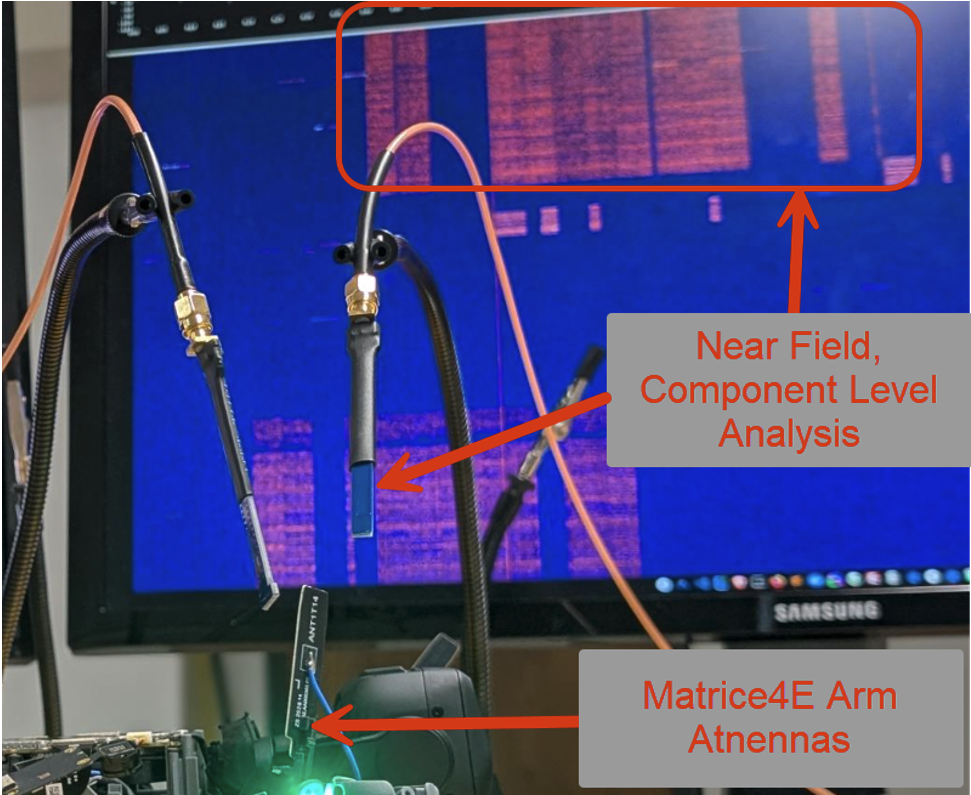 Near Field,
Component Level
Analysis
SAMSUNG
ANT1T14
Matrice4E Arm
Atnennas